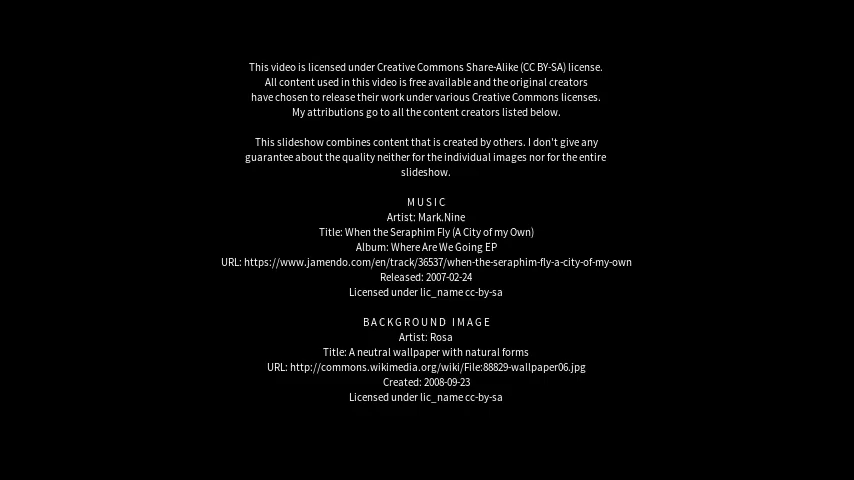 This video is licensed under Creative Commons Share-Alike (CC BY-SA) license.
All content used in this video is free available and the original creators
have chosen to release their work under various Creative Commons licenses.
My attributions go to all the content creators listed below.
This slideshow combines content that is created by others. I don't give any
guarantee about the quality neither for the individual images nor for the entire
slideshow.
MUSIC
Artist: Mark.Nine
Title: When the Seraphim Fly (A City of my Own)
Album: Where Are We Going EP
URL: https://www.jamendo.com/en/track/36537/when-the-seraphim-fly-a-city-of-my-own
Released: 2007-02-24
Licensed under lic_name cc-by-sa
BACKGROUND IMAGE
Artist: Rosa
Title: A neutral wallpaper with natural forms
URL: http://commons.wikimedia.org/wiki/File:88829-wallpaper06.jpg
Created: 2008-09-23
Licensed under lic_name cc-by-sa